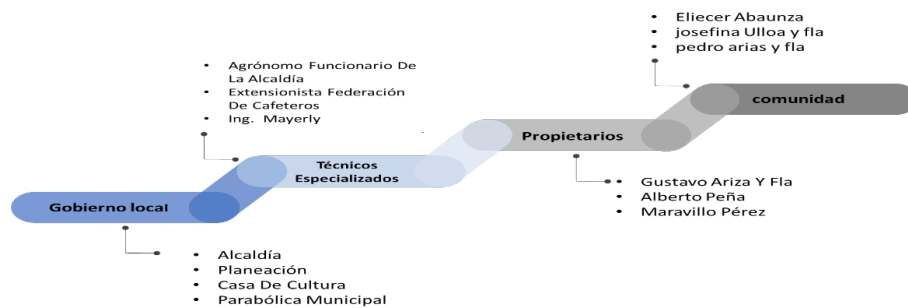 • Eliecer Abaunza
• josefina Ulloa y fla
• pedro arias y fla
• Agrónomo Funcionario De
La Alcaldía
• Extensionista Federación
De Cafeteros
• Ing. Mayerly
comunidad
Propietarios
Técnicos
Especializados
• Gustavo Ariza Y Fla
• Alberto Peña
• Maravillo Pérez
Gobierno local
• Alcaldía
• Planeación
• Casa De Cultura
• Parabólica Municipal